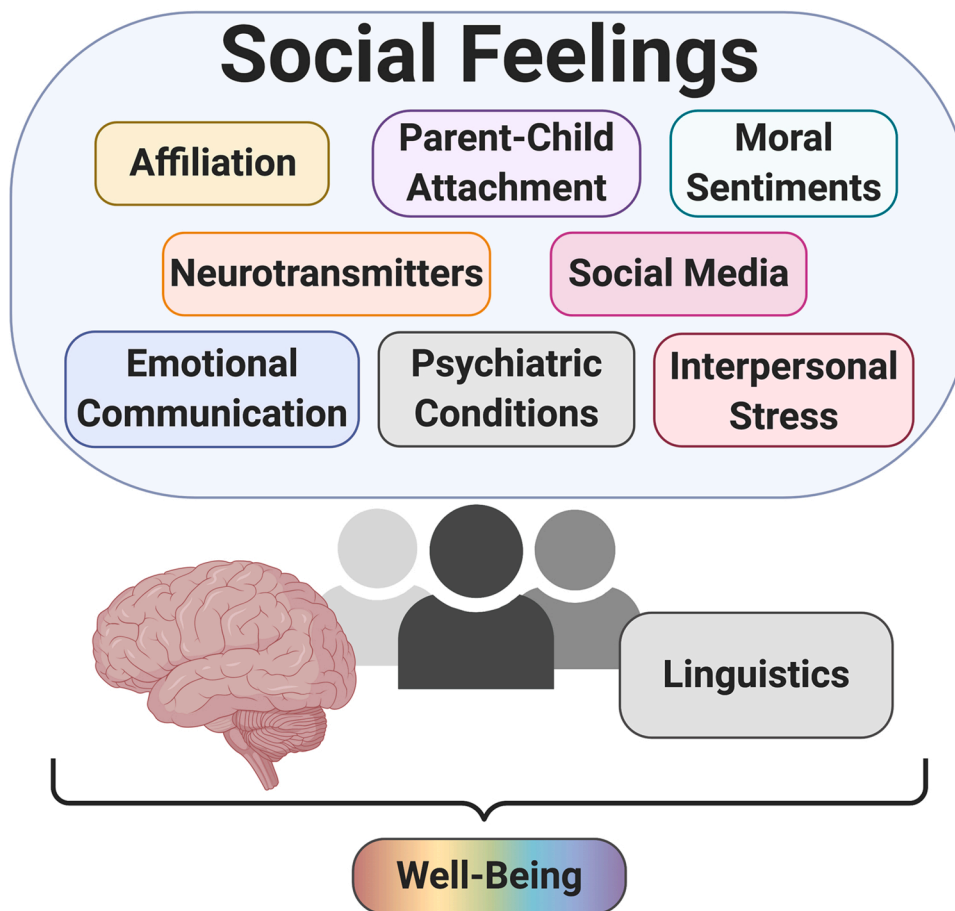 Social Feelings
Affiliation
Parent-Child
Attachment
Moral
Sentiments
Neurotransmitters
Social Media
Emotional
Communication
Psychiatric
Conditions
Interpersonal
Stress
Linguistics
Well-Being